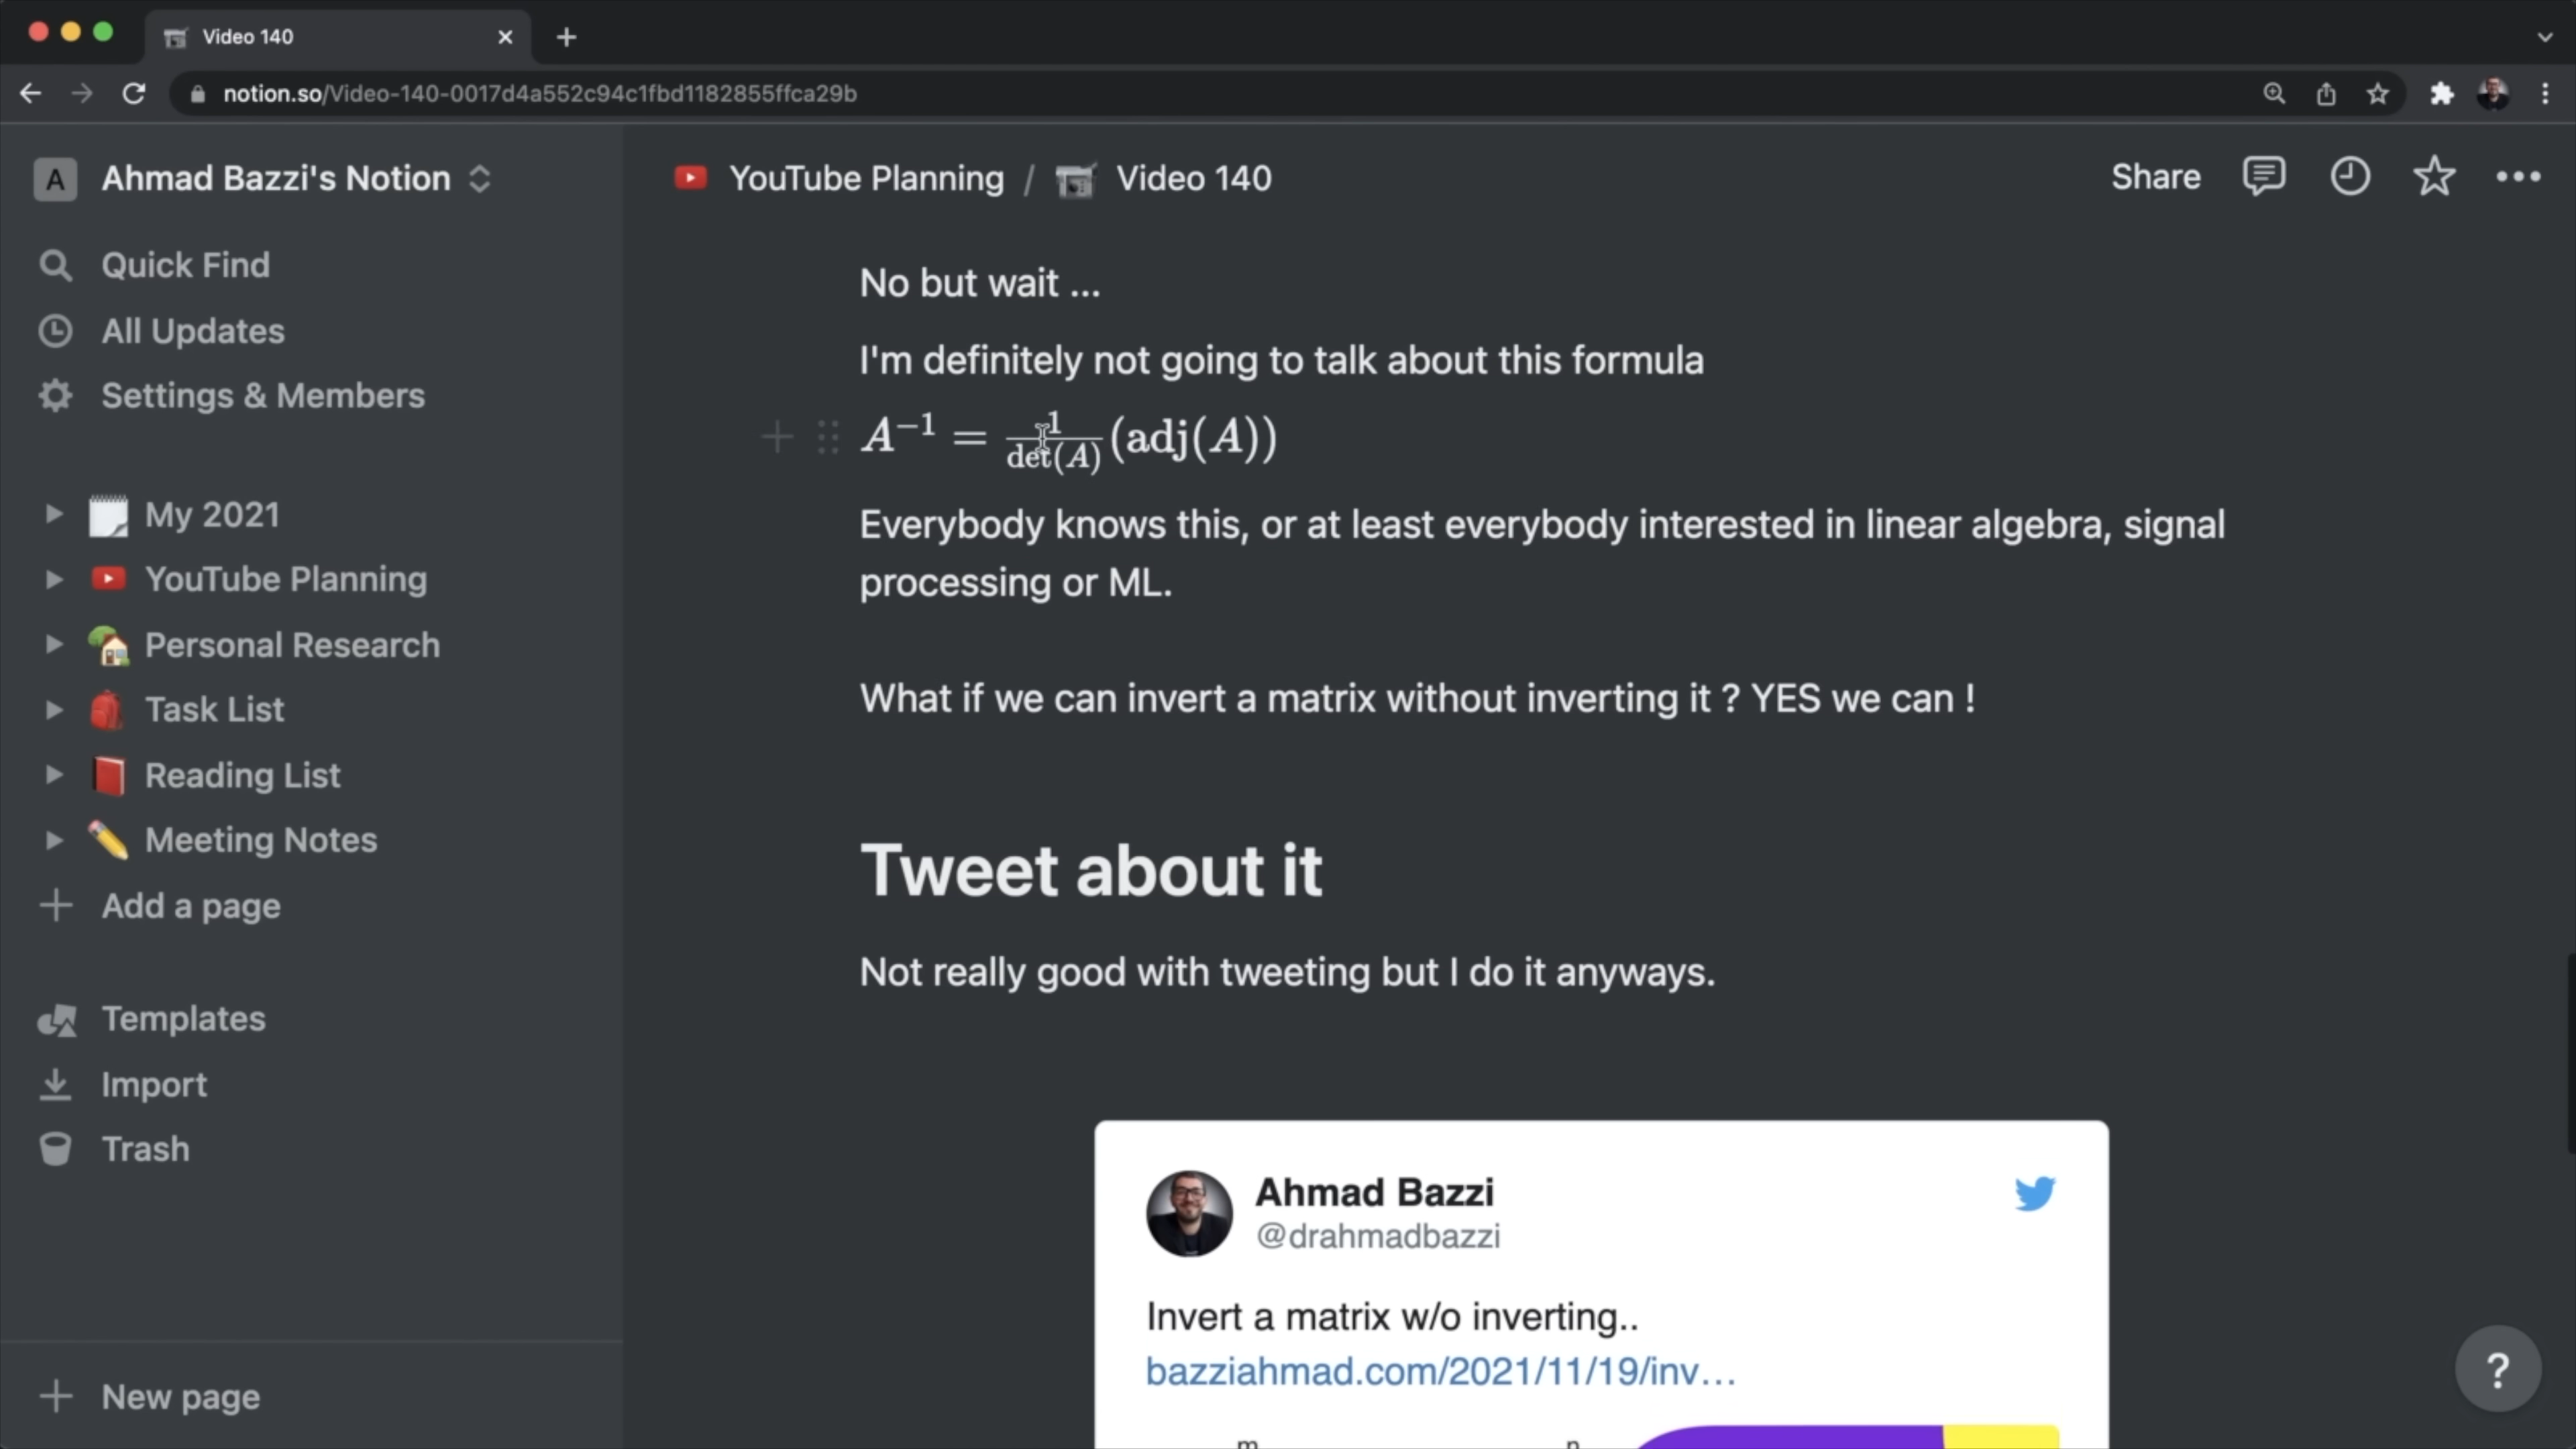 Video 140
notion.so/Video-140-0017d4a552c94c1fbd1182855ffca29b
A Ahmad Bazzi's Notion
Quick Find
All Updates
Settings & Members
My 2021
YouTube Planning
Personal Research
Task List
Reading List
Meeting Notes
Add a page
Templates
Import
Trash
New page
YouTube Planning / Video 140
Share
No but wait ...
I'm definitely not going to talk about this formula
A⁻¹ = 1/det(A) (adj(A))
Everybody knows this, or at least everybody interested in linear algebra, signal
processing or ML.
What if we can invert a matrix without inverting it ? YES we can !
Tweet about it
Not really good with tweeting but I do it anyways.
Ahmad Bazzi
@drahmadbazzi
Invert a matrix w/o inverting..
bazziahmad.com/2021/11/19/inv…
m n
?